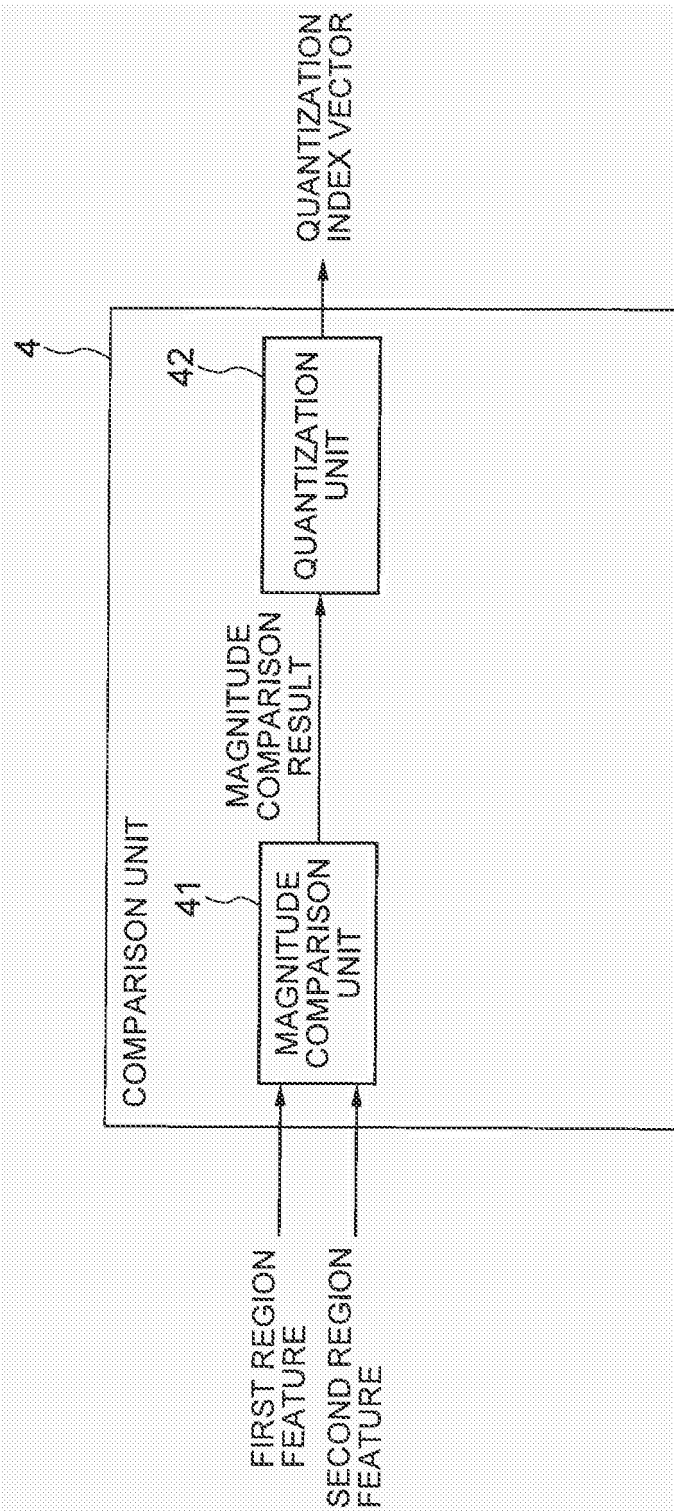 4
COMPARISON UNIT
FIRST REGION
FEATURE
SECOND REGION
FEATURE
41
MAGNITUDE
COMPARISON
UNIT
MAGNITUDE
COMPARISON
RESULT
42
QUANTIZATION
UNIT
QUANTIZATION
INDEX VECTOR